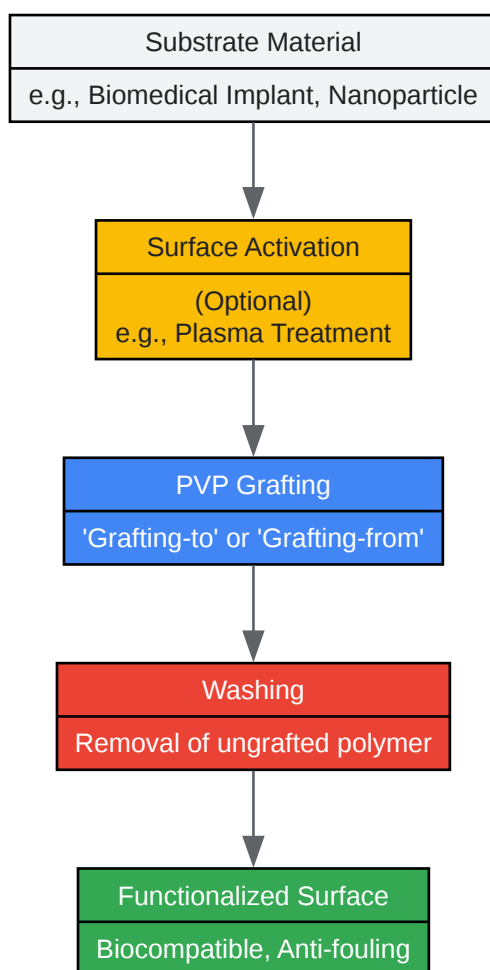 Substrate Material
e.g., Biomedical Implant, Nanoparticle
Surface Activation
(Optional)
e.g., Plasma Treatment
PVP Grafting
'Grafting-to' or 'Grafting-from'
Washing
Removal of ungrafted polymer
Functionalized Surface
Biocompatible, Anti-fouling